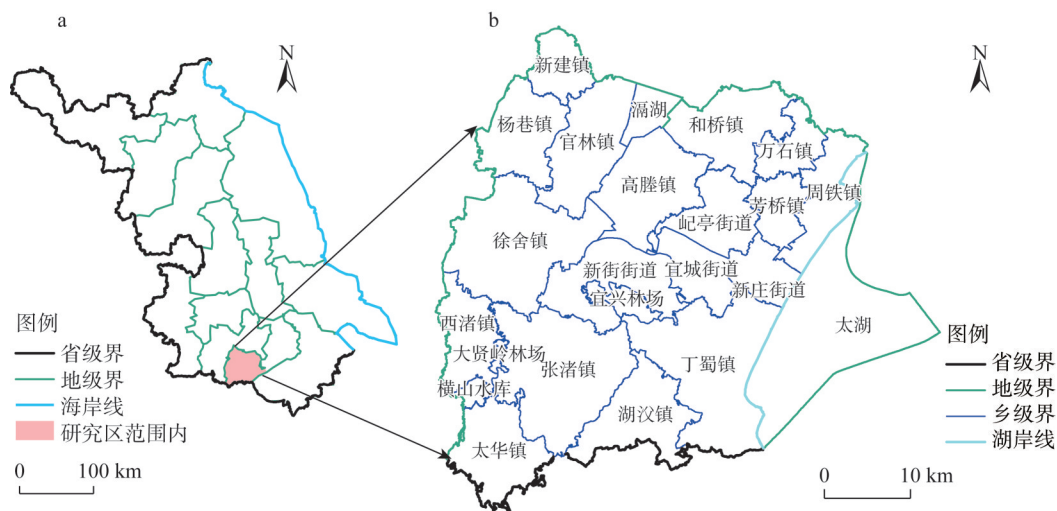 a
N
图例
省级界
地级界
海岸线
研究区范围内
0 100 km
b
N
新建镇
杨巷镇
官林镇
滆湖
和桥镇
万石镇
高塍镇
周铁镇
芳桥镇
屺亭街道
徐舍镇
新街街道
宜城街道
宜兴林场
新庄街道
太湖
西渚镇
大贤岭林场
张渚镇
丁蜀镇
横山水库
湖㳇镇
太华镇
图例
省级界
地级界
乡级界
湖岸线
0 10 km